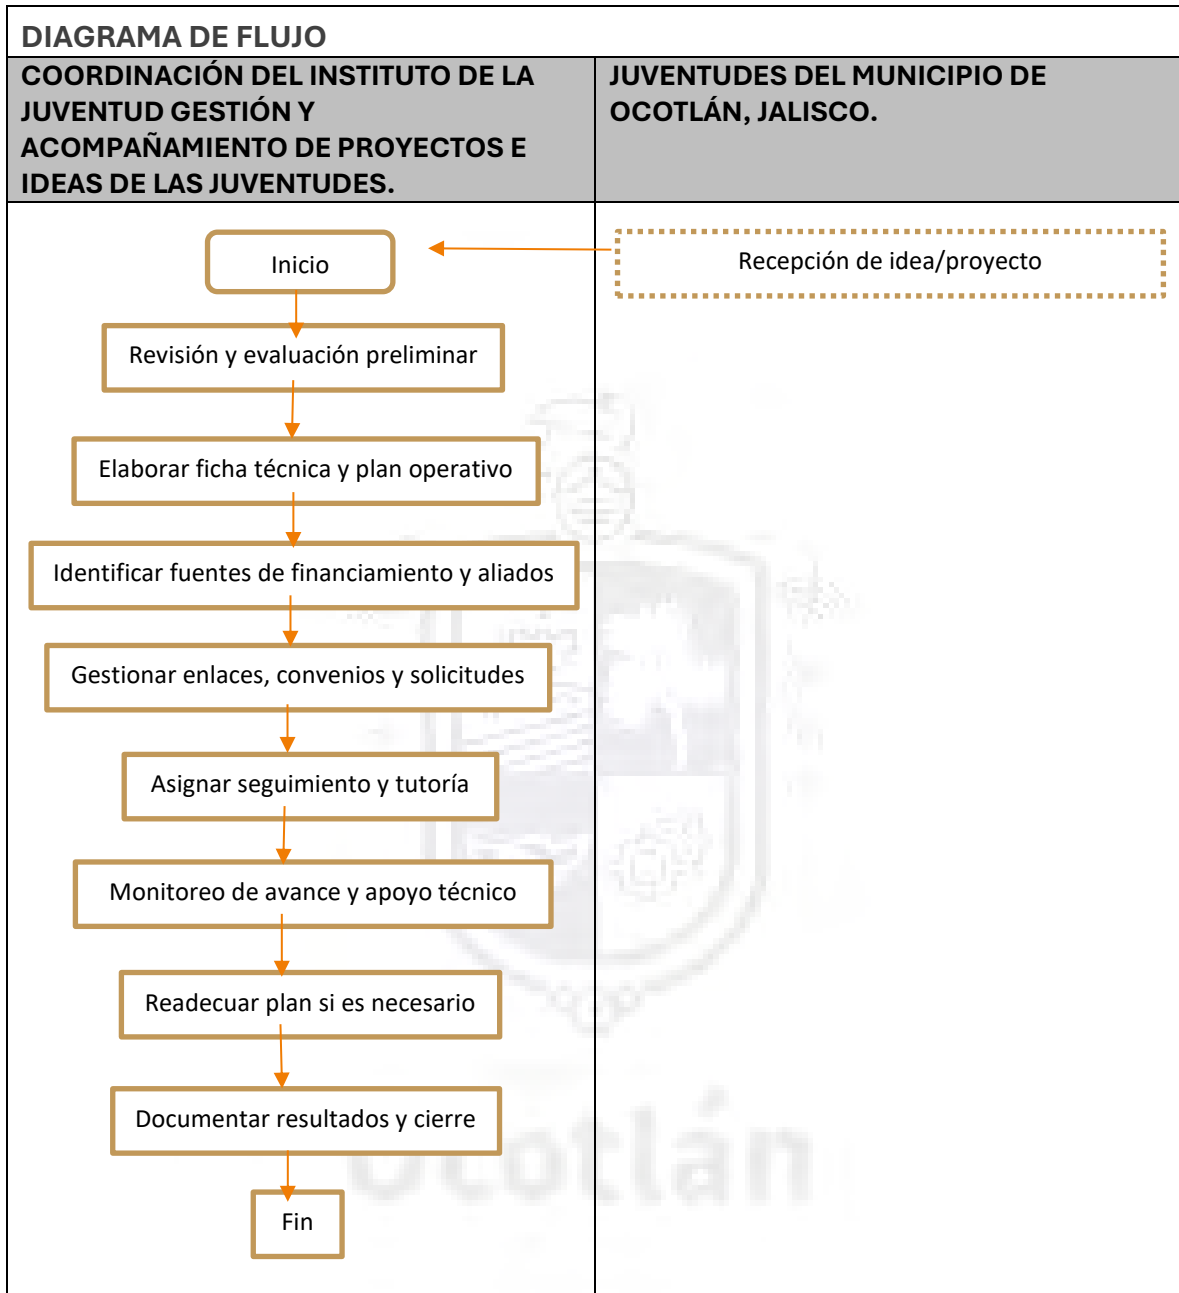 DIAGRAMA DE FLUJO
COORDINACIÓN DEL INSTITUTO DE LA
JUVENTUD GESTIÓN Y
ACOMPAÑAMIENTO DE PROYECTOS E
IDEAS DE LAS JUVENTUDES.
JUVENTUDES DEL MUNICIPIO DE
OCOTLÁN, JALISCO.
Inicio
Recepción de idea/proyecto
Revisión y evaluación preliminar
Elaborar ficha técnica y plan operativo
Identificar fuentes de financiamiento y aliados
Gestionar enlaces, convenios y solicitudes
Asignar seguimiento y tutoría
Monitoreo de avance y apoyo técnico
Readecuar plan si es necesario
Documentar resultados y cierre
Ocotlán
Fin